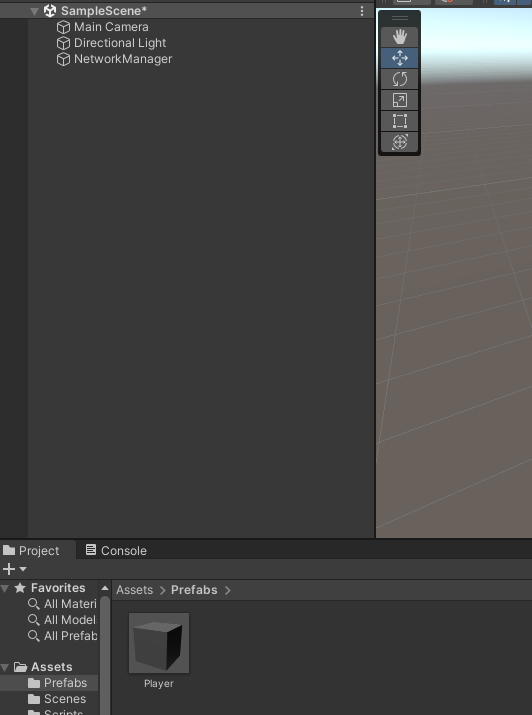 SampleScene*
Main Camera
Directional Light
NetworkManager
Project
Console
Favorites
All Materi
All Model
All Prefab
Assets
Prefabs
Scenes
Scripts
Assets > Prefabs >
Player